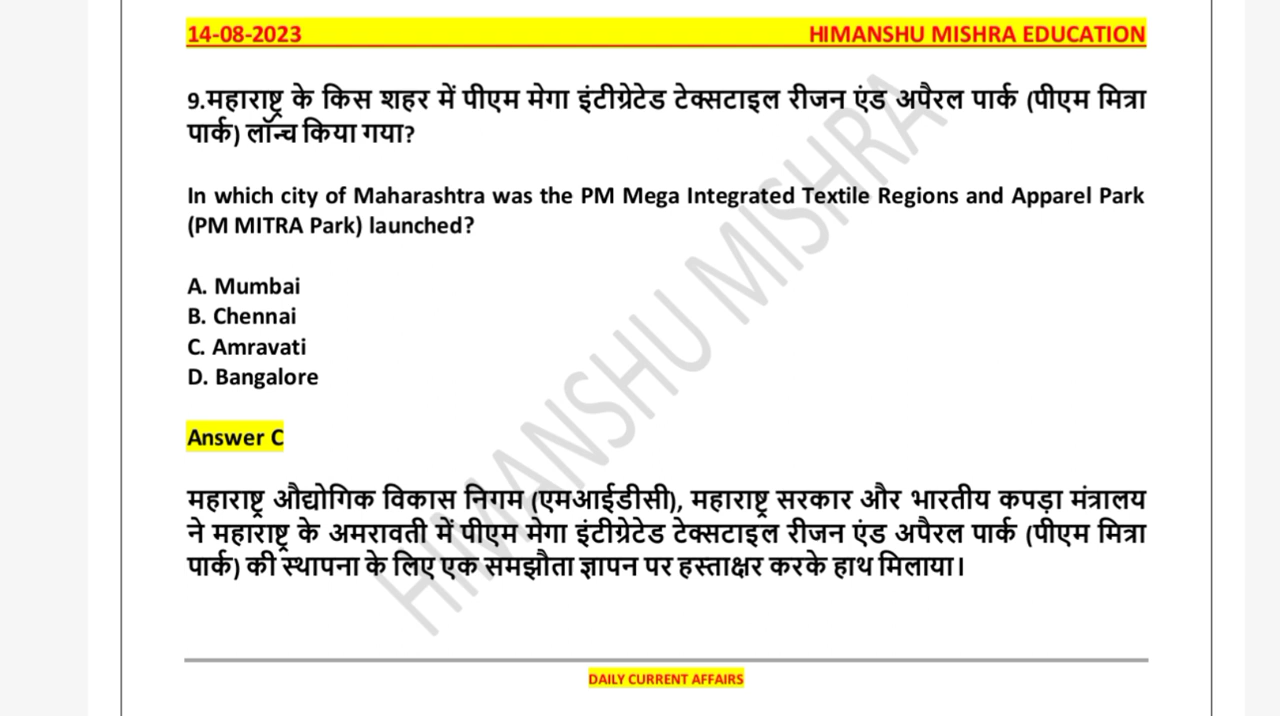 14-08-2023 HIMANSHU MISHRA EDUCATION
9.महाराष्ट्र के किस शहर में पीएम मेगा इंटीग्रेटेड टेक्सटाइल रीजन एंड अपैरल पार्क (पीएम मित्रा
पार्क) लॉन्च किया गया?
In which city of Maharashtra was the PM Mega Integrated Textile Regions and Apparel Park
(PM MITRA Park) launched?
A. Mumbai
B. Chennai
C. Amravati
D. Bangalore
Answer C
महाराष्ट्र औद्योगिक विकास निगम (एमआईडीसी), महाराष्ट्र सरकार और भारतीय कपड़ा मंत्रालय
ने महाराष्ट्र के अमरावती में पीएम मेगा इंटीग्रेटेड टेक्सटाइल रीजन एंड अपैरल पार्क (पीएम मित्रा
पार्क) की स्थापना के लिए एक समझौता ज्ञापन पर हस्ताक्षर करके हाथ मिलाया।
HIMANSHU MISHRA
DAILY CURRENT AFFAIRS